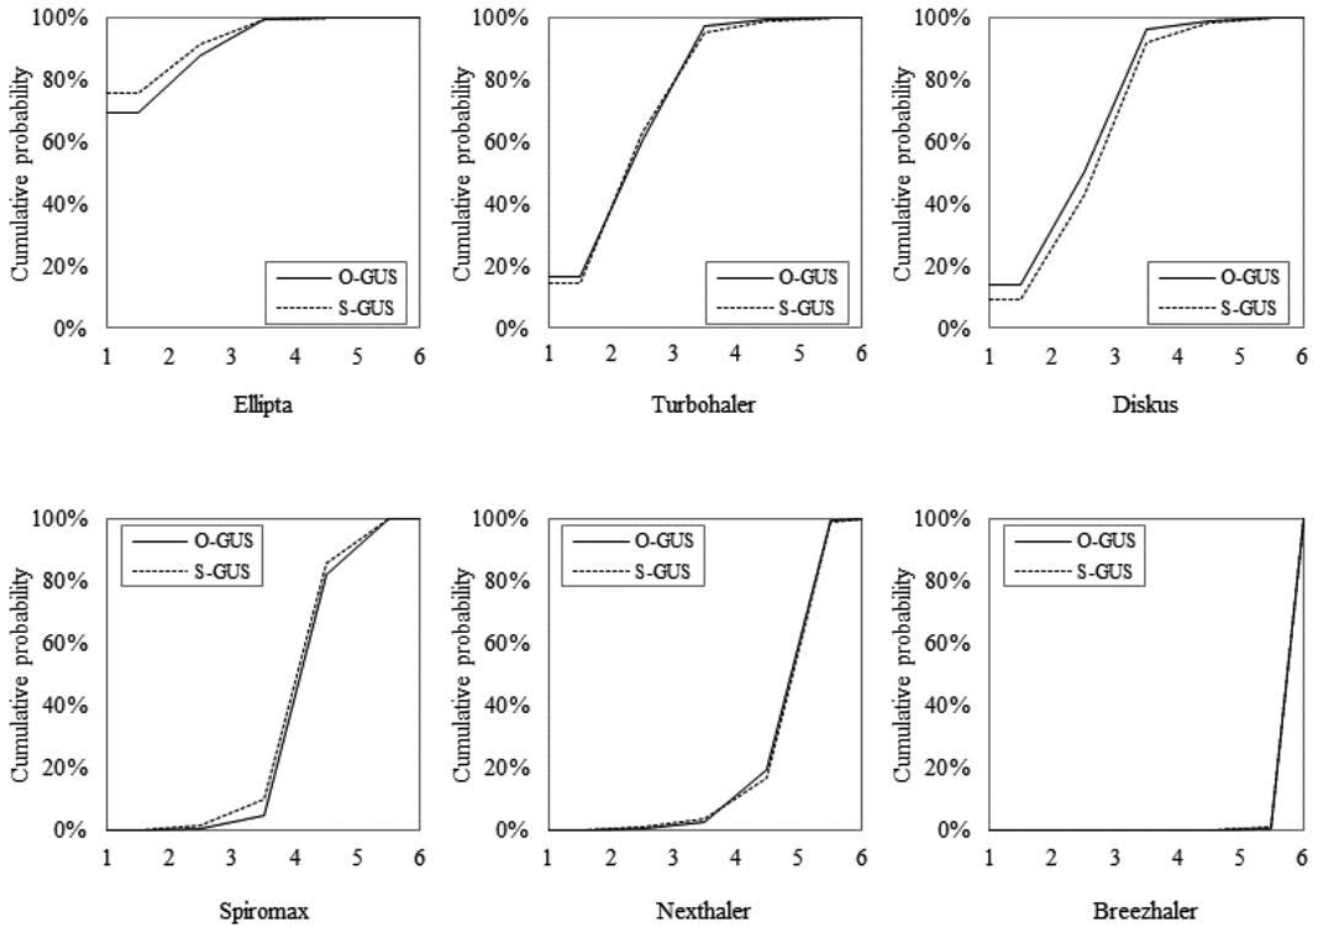 100%
80%
60%
40%
20%
0%
Cumulative probability
O-GUS
S-GUS
1 2 3 4 5 6
Ellipta
100%
80%
60%
40%
20%
0%
Cumulative probability
O-GUS
S-GUS
1 2 3 4 5 6
Turbohaler
100%
80%
60%
40%
20%
0%
Cumulative probability
O-GUS
S-GUS
1 2 3 4 5 6
Diskus
100%
80%
60%
40%
20%
0%
Cumulative probability
O-GUS
S-GUS
1 2 3 4 5 6
Spiromax
100%
80%
60%
40%
20%
0%
Cumulative probability
O-GUS
S-GUS
1 2 3 4 5 6
Nexthaler
100%
80%
60%
40%
20%
0%
Cumulative probability
O-GUS
S-GUS
1 2 3 4 5 6
Breezhaler